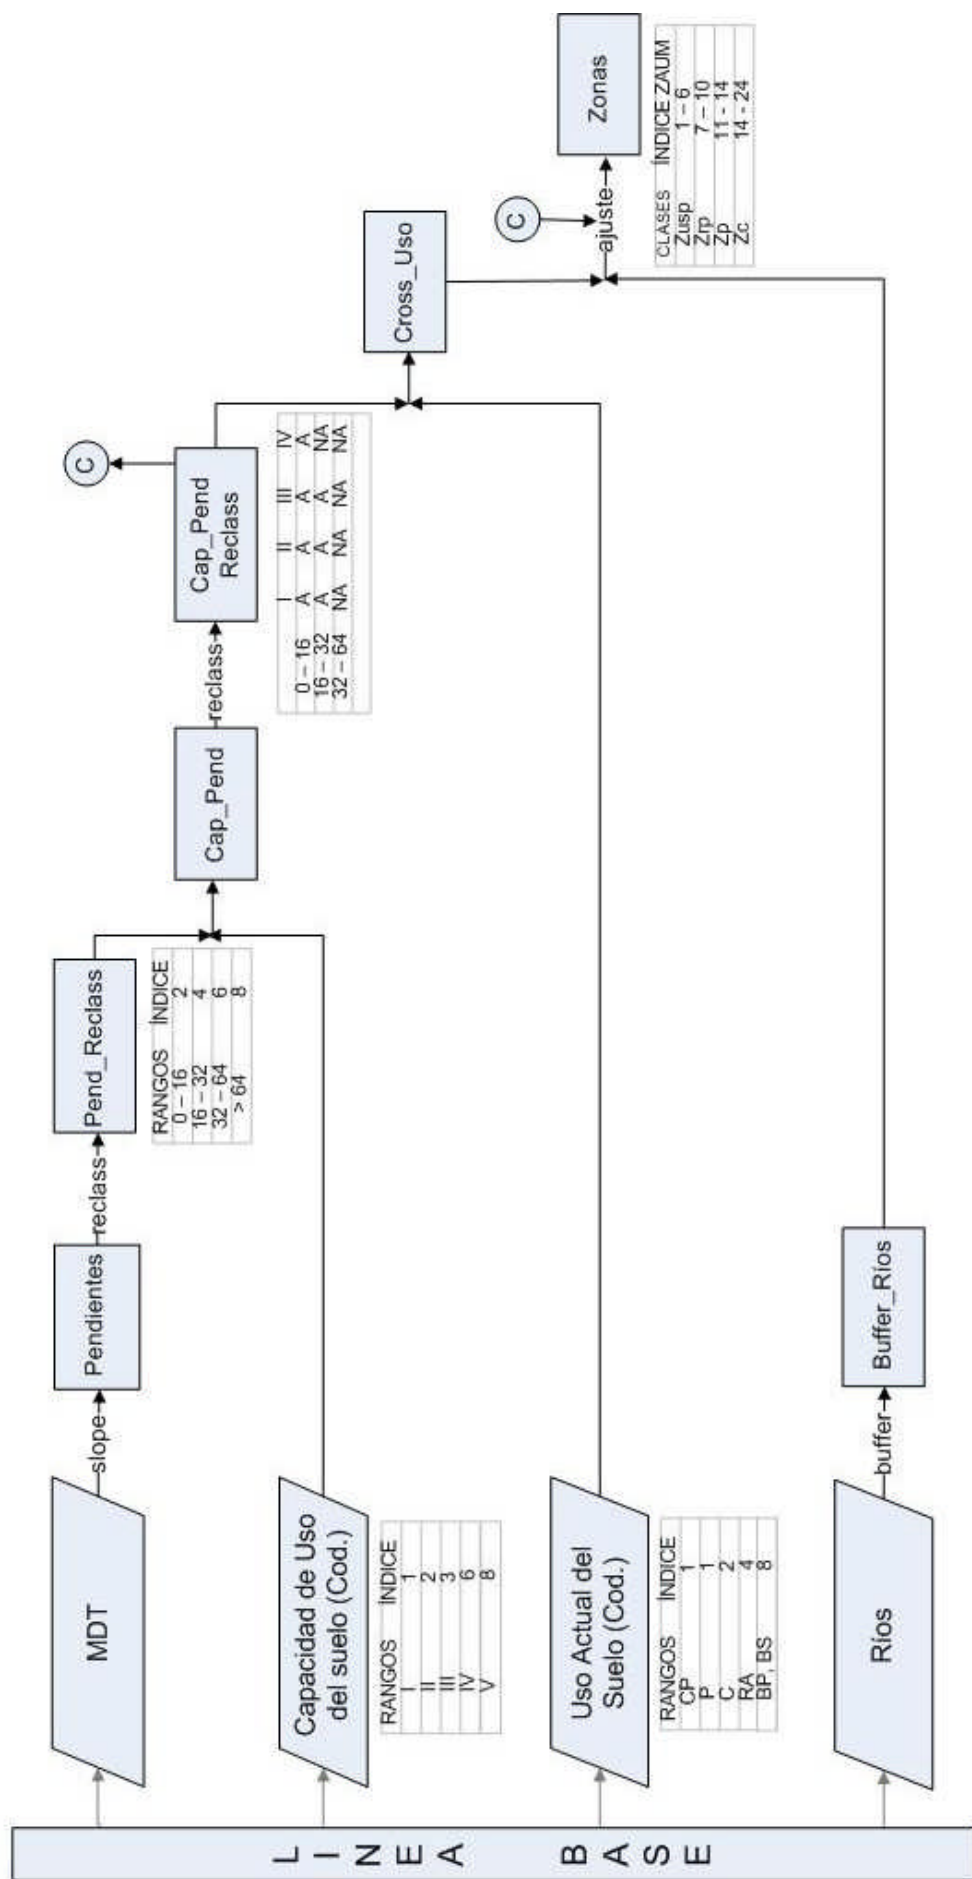 LINEA BASE
MDT
slope
Pendientes
reclass
Pend_Reclass
RANGOS ÍNDICE
0 – 16 2
16 – 32 4
32 – 64 6
> 64 8
Capacidad de Uso
del suelo (Cod.)
RANGOS ÍNDICE
I 1
II 2
III 3
IV 6
V 8
Cap_Pend
reclass
Cap_Pend
Reclass
C
I II III IV
0 – 16 A A A A
16 – 32 A A A NA
32 – 64 NA NA NA NA
Uso Actual del
Suelo (Cod.)
RANGOS ÍNDICE
CP 1
P 1
C 2
RA 4
BP, BS 8
Cross_Uso
Ríos
buffer
Buffer_Ríos
C
ajuste
Zonas
CLASES ÍNDICE ZAUM
Zusp 1 – 6
Zrp 7 – 10
Zp 11 - 14
Zc 14 - 24